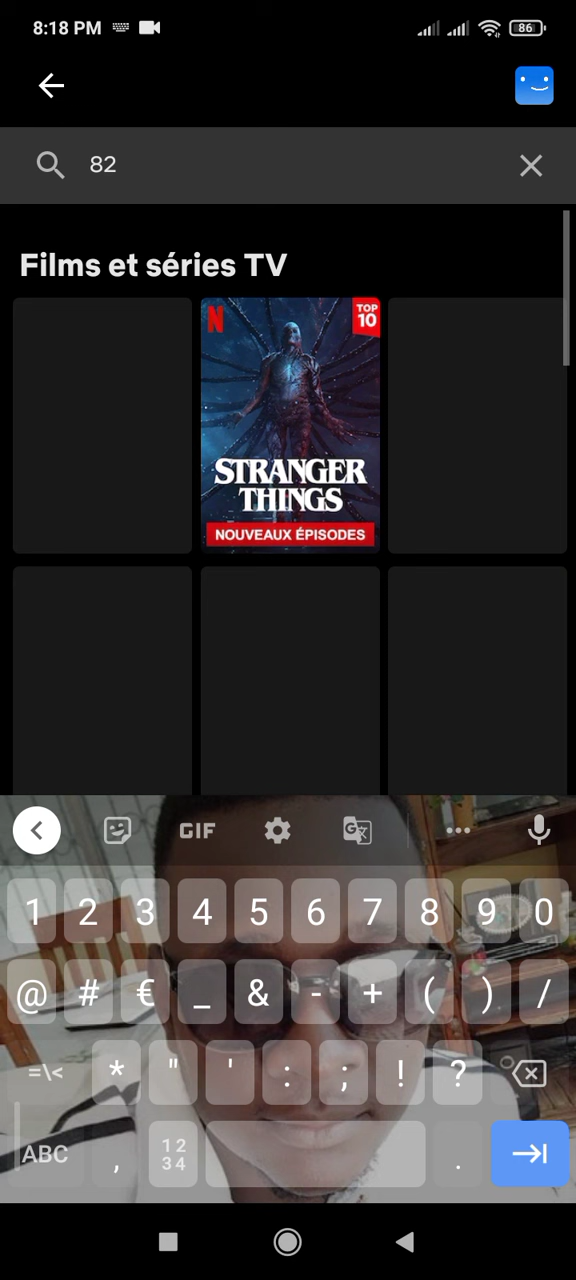 8:18 PM 86
82
Films et séries TV
N TOP 10
STRANGER
THINGS
NOUVEAUX ÉPISODES
GIF G
1 2 3 4 5 6 7 8 9 0
@ # € _ & - + ( ) /
=\< * " ' : ; ! ?
ABC , 12 34 .